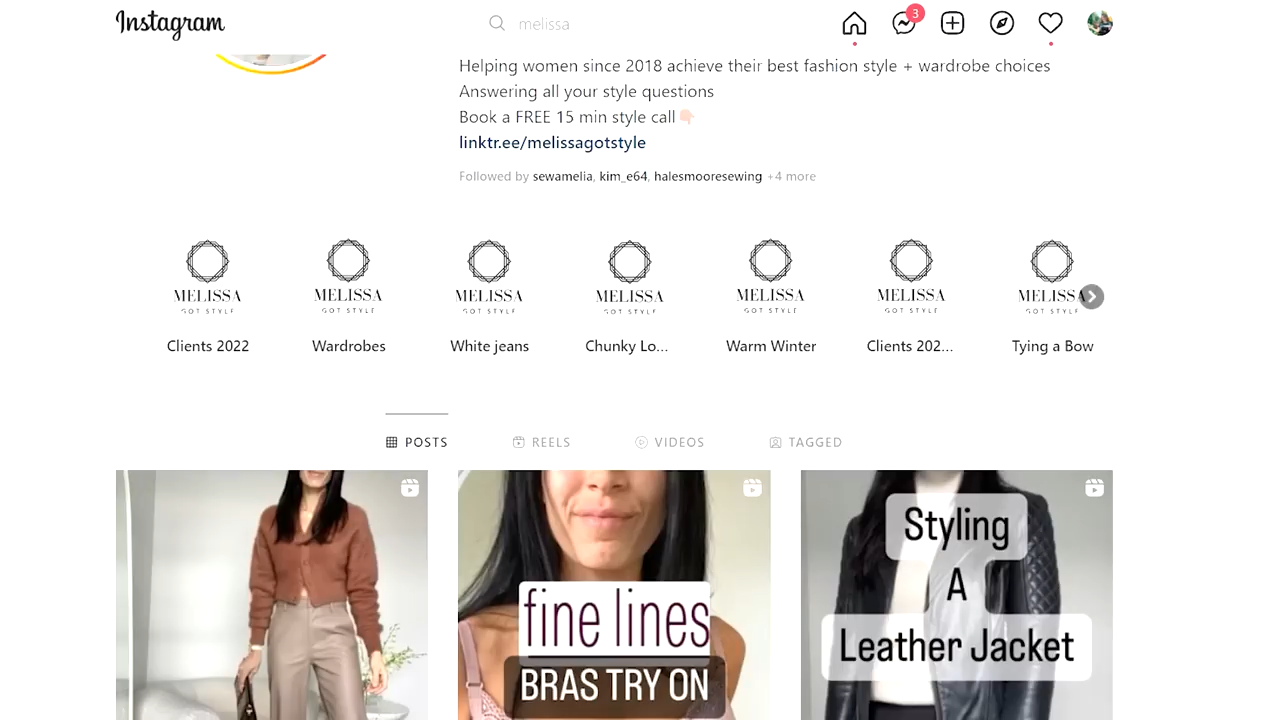 Instagram
melissa
3
Helping women since 2018 achieve their best fashion style + wardrobe choices
Answering all your style questions
Book a FREE 15 min style call👇🏻
linktr.ee/melissagotstyle
Followed by sewamelia, kim_e64, halesmooresewing +4 more
MELISSA MELISSA MELISSA MELISSA MELISSA MELISSA MELISSA
GOT STYLE GOT STYLE GOT STYLE GOT STYLE GOT STYLE GOT STYLE GOT STYLE
Clients 2022 Wardrobes White jeans Chunky Lo... Warm Winter Clients 202... Tying a Bow
POSTS REELS VIDEOS TAGGED
fine lines
BRAS TRY ON
Styling
A
Leather Jacket